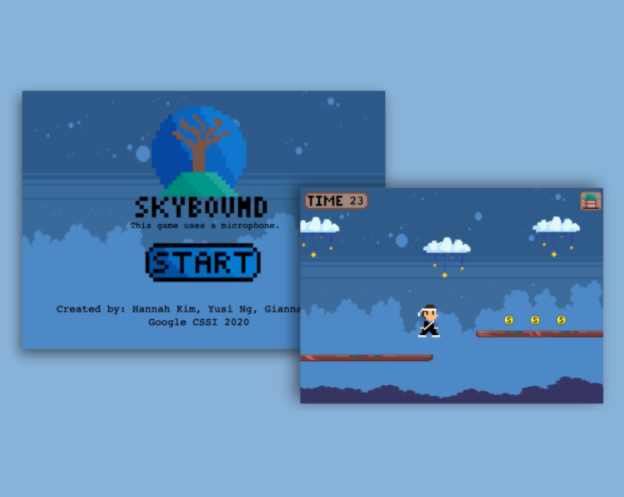 SKYBOUND
This game uses a microphone.
START
Created by: Hannah Kim, Yusi Ng, Gianna
Google CSSI 2020
TIME 23
$ $ $